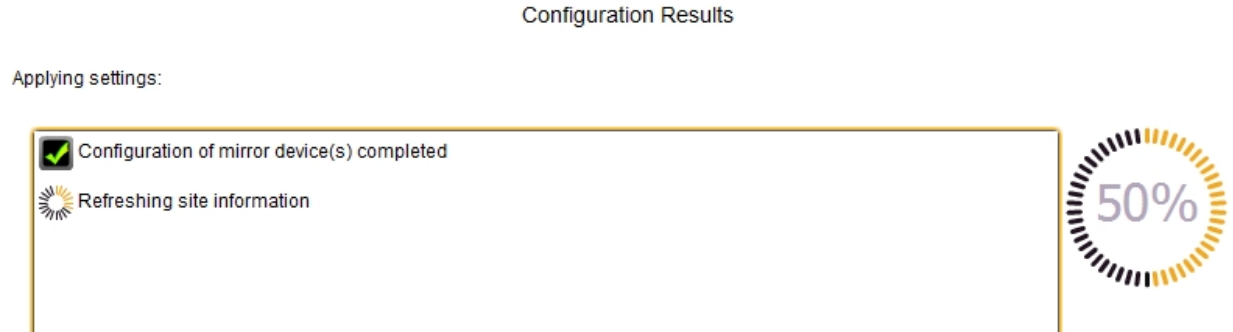 Configuration Results
Applying settings:
Configuration of mirror device(s) completed
Refreshing site information
50%